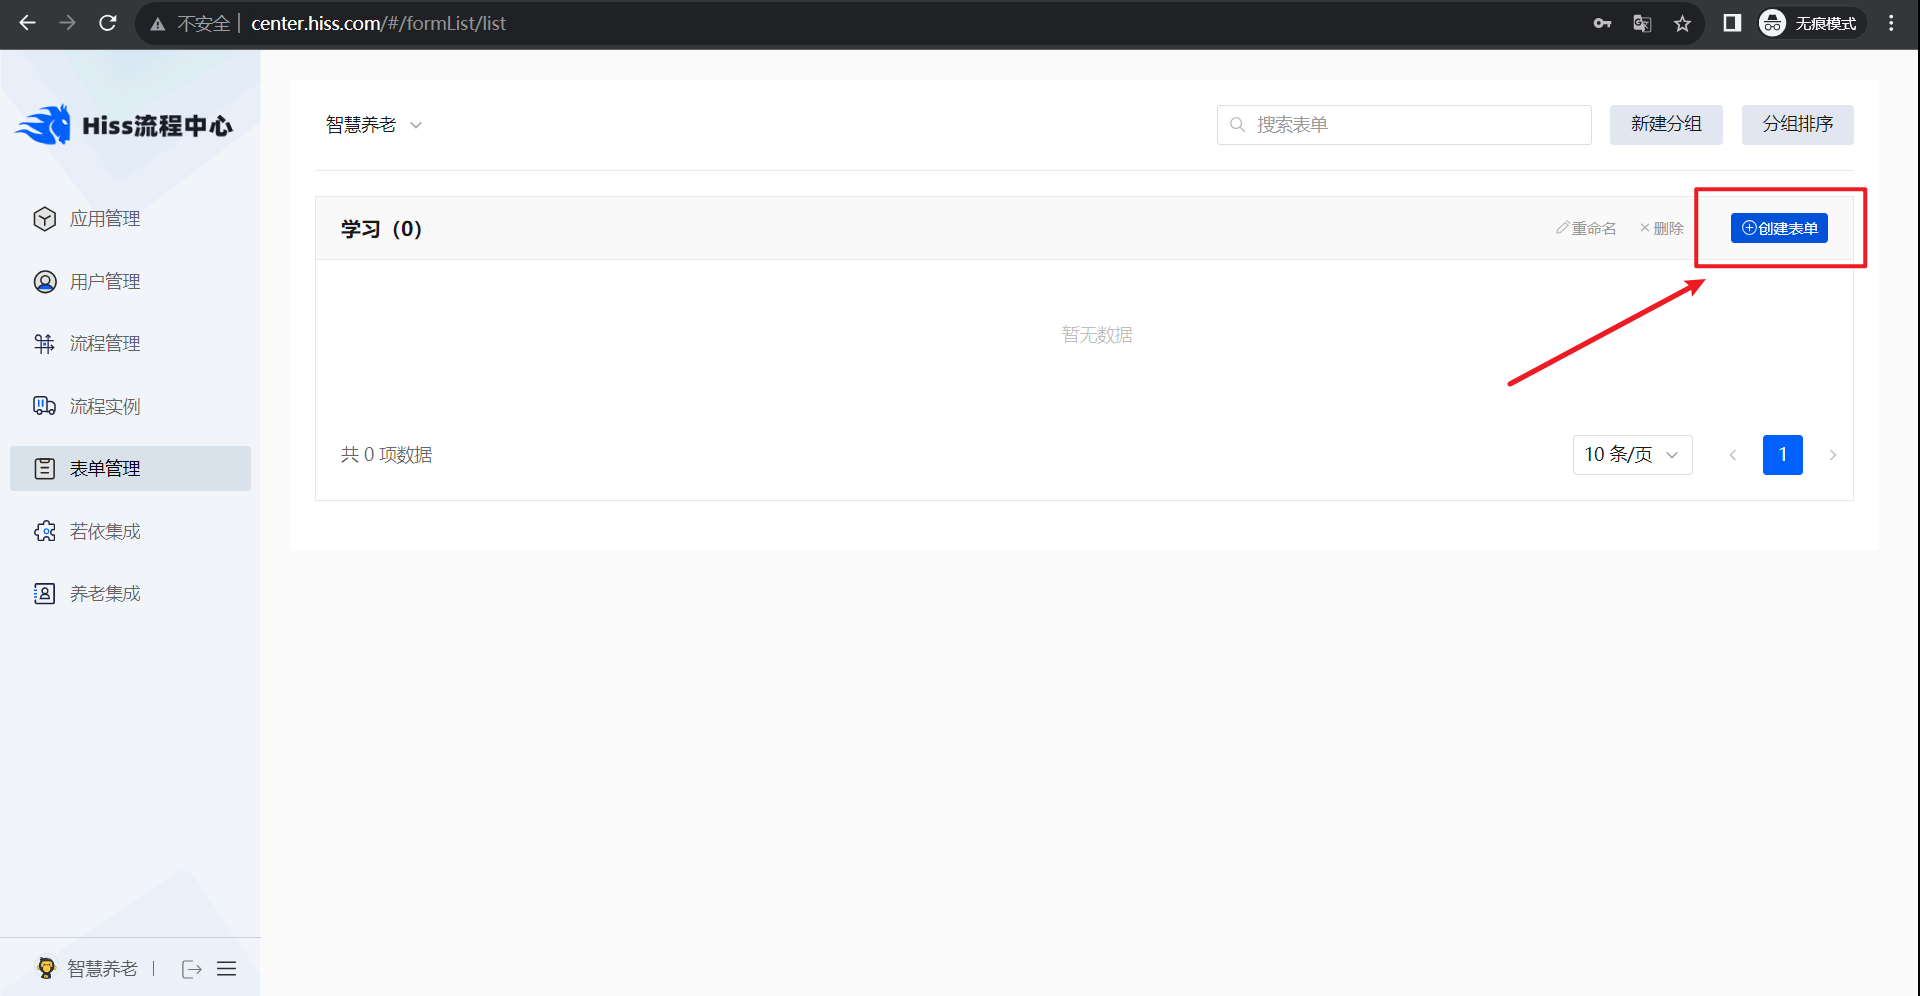 不安全 center.hiss.com/#/formList/list 无痕模式
Hiss流程中心
应用管理
用户管理
流程管理
流程实例
表单管理
若依集成
养老集成
智慧养老
智慧养老 搜索表单 新建分组 分组排序
学习（0） 重命名 × 删除 创建表单
暂无数据
共 0 项数据 10 条/页 < 1 >